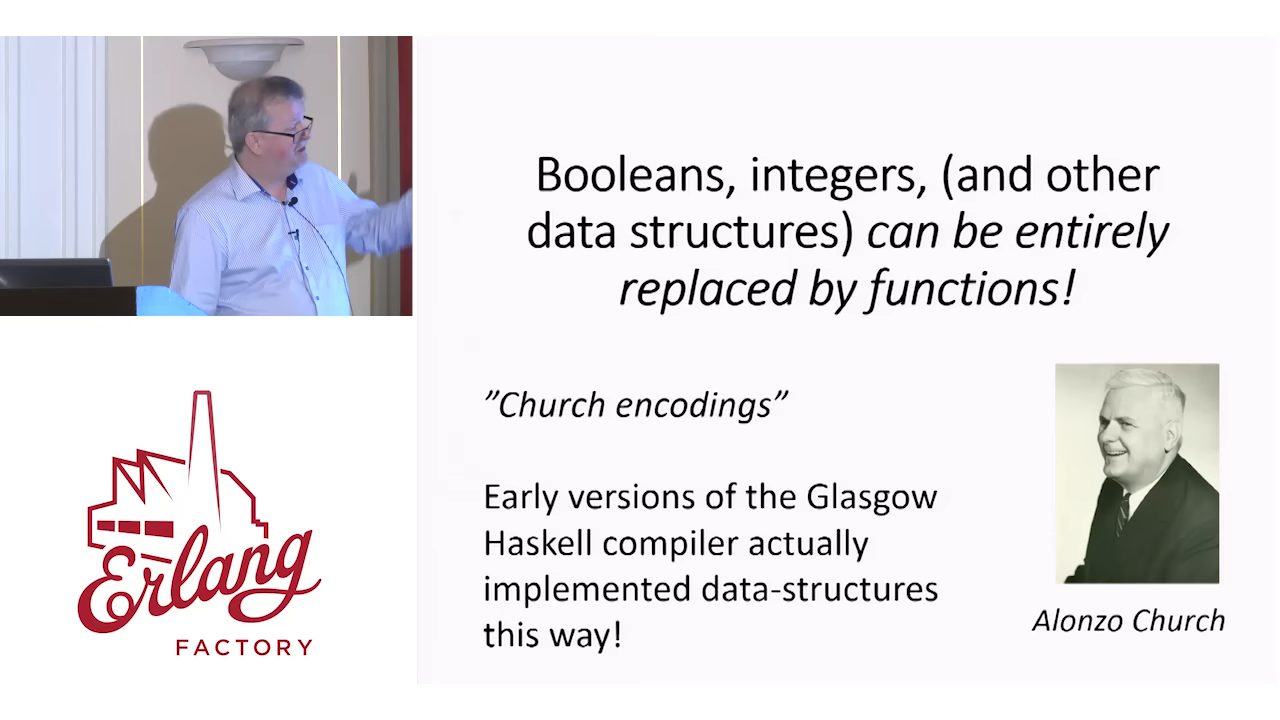 Booleans, integers, (and other
data structures) can be entirely
replaced by functions!
”Church encodings”
Early versions of the Glasgow
Haskell compiler actually
implemented data-structures
this way!
Alonzo Church
Erlang
FACTORY